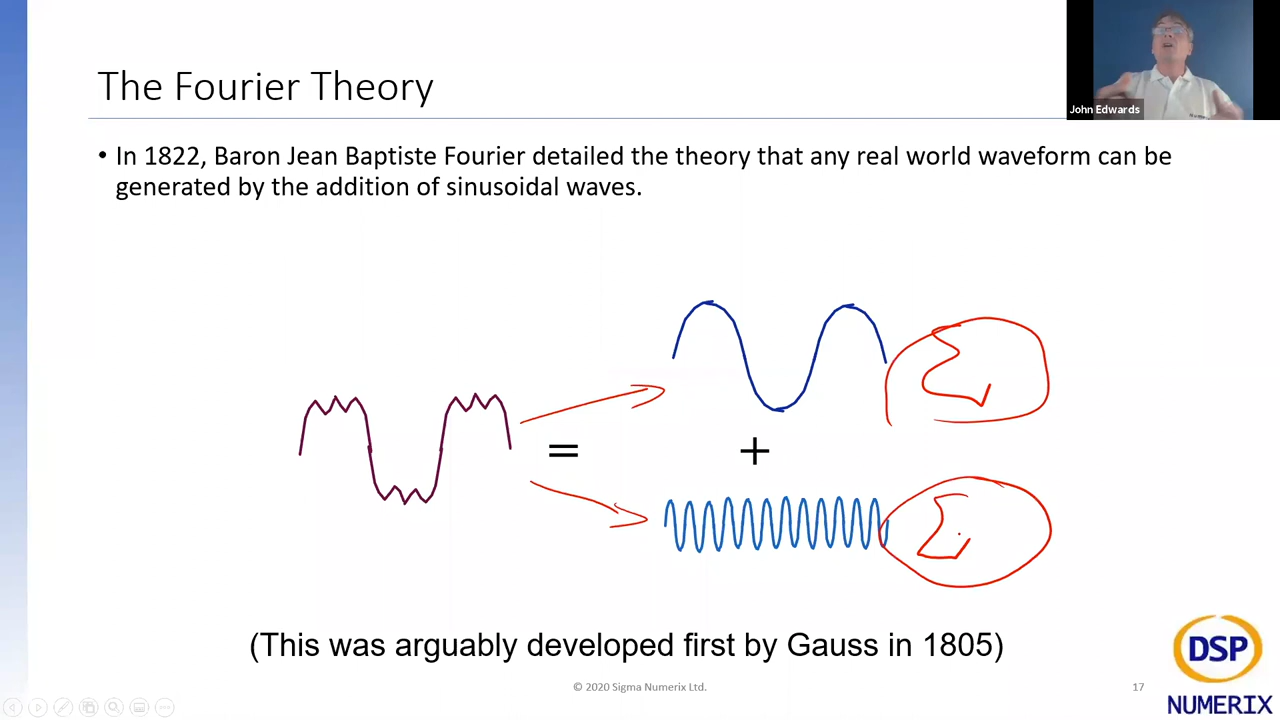 The Fourier Theory
John Edwards
• In 1822, Baron Jean Baptiste Fourier detailed the theory that any real world waveform can be
generated by the addition of sinusoidal waves.
Σ
=
+
Σ
(This was arguably developed first by Gauss in 1805)
© 2020 Sigma Numerix Ltd.
17
DSP
NUMERIX